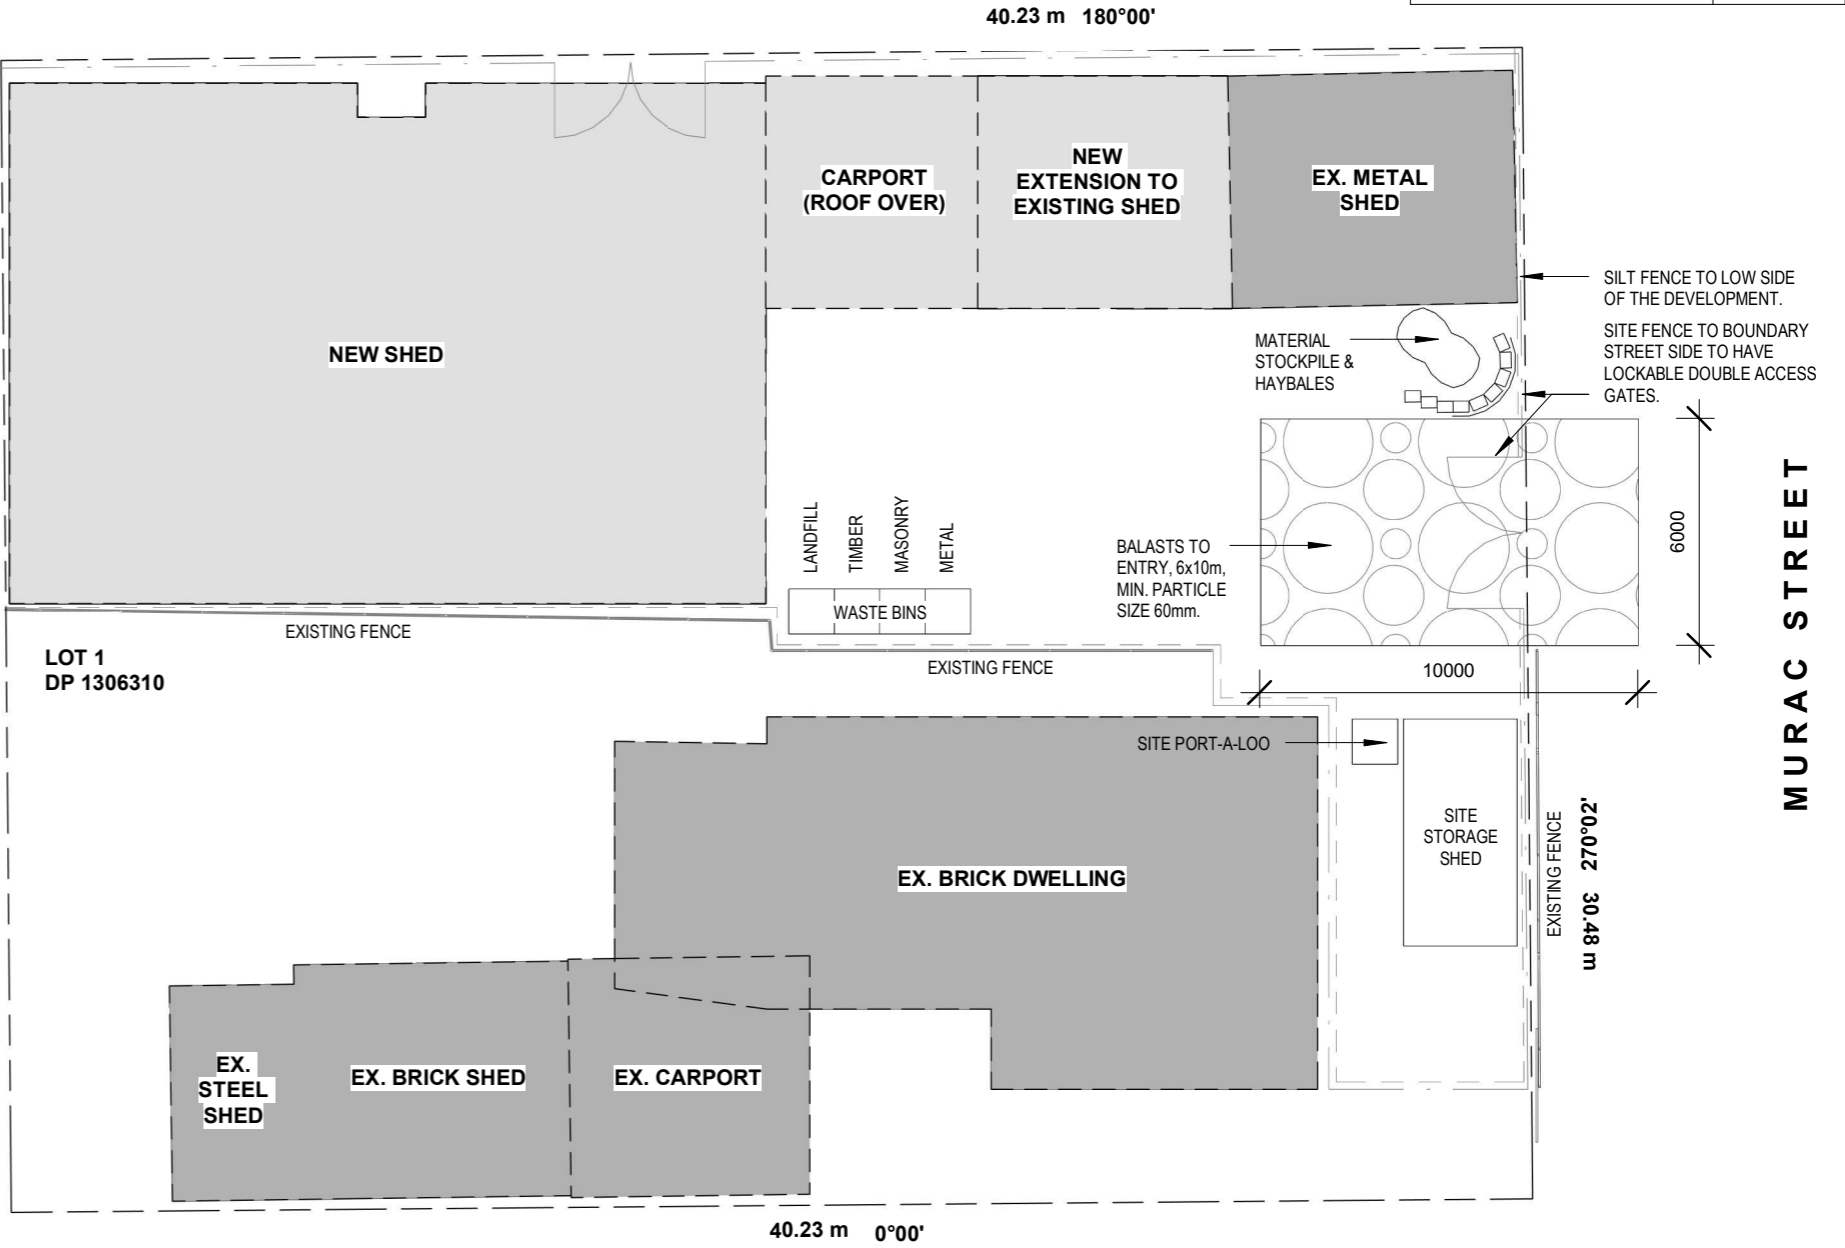 40.23 m 180°00'
CARPORT
(ROOF OVER)
NEW
EXTENSION TO
EXISTING SHED
EX. METAL
SHED
SILT FENCE TO LOW SIDE
OF THE DEVELOPMENT.
SITE FENCE TO BOUNDARY
STREET SIDE TO HAVE
LOCKABLE DOUBLE ACCESS
GATES.
NEW SHED
MATERIAL
STOCKPILE &
HAYBALES
LANDFILL
TIMBER
MASONRY
METAL
WASTE BINS
BALASTS TO
ENTRY, 6x10m,
MIN. PARTICLE
SIZE 60mm.
6000
10000
MURAC STREET
EXISTING FENCE
EXISTING FENCE
LOT 1
DP 1306310
SITE PORT-A-LOO
SITE
STORAGE
SHED
EXISTING FENCE
30.48 m 270°02'
EX. BRICK DWELLING
EX.
STEEL
SHED
EX. BRICK SHED
EX. CARPORT
40.23 m 0°00'